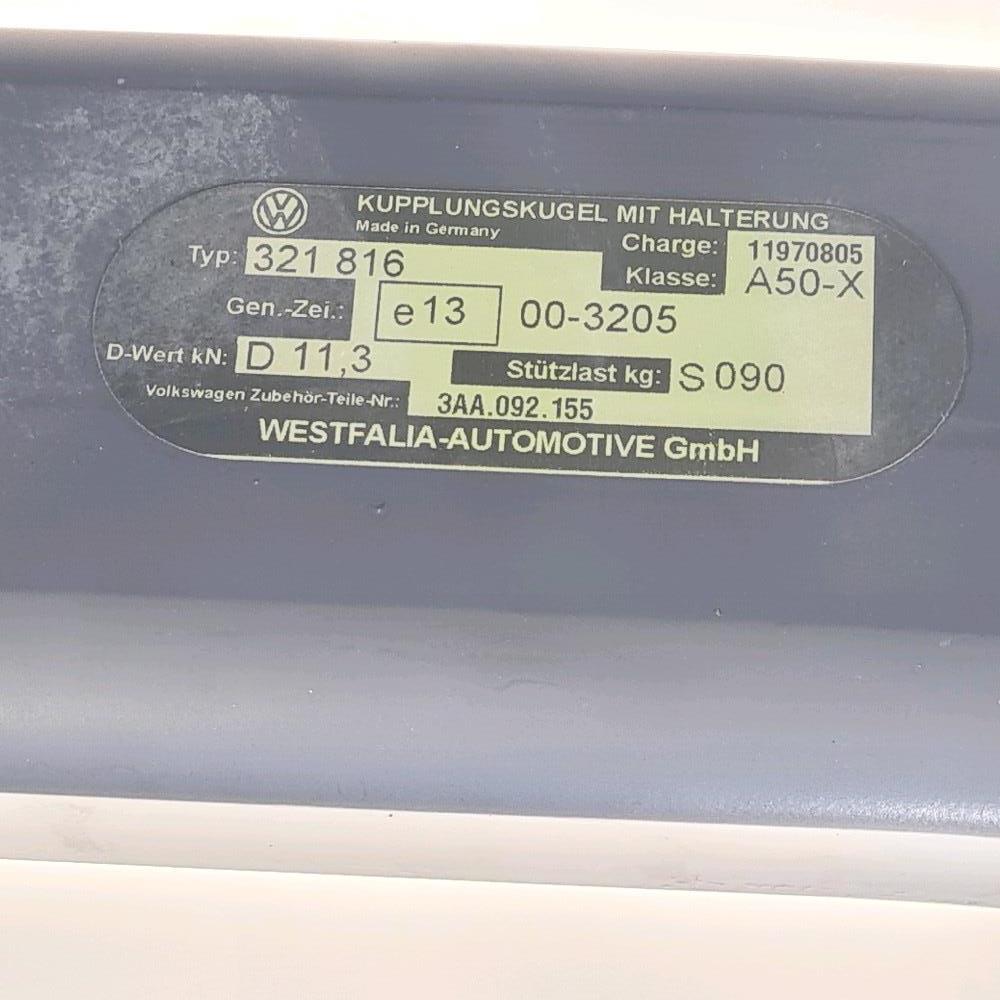 KUPPLUNGSKUGEL MIT HALTERUNG
Made in Germany
Typ: 321 816
Charge: 11970805
Klasse: A50-X
Gen.-Zei.: e13 00-3205
D-Wert kN: D 11,3 Stützlast kg: S 090
Volkswagen Zubehör-Teile-Nr.: 3AA.092.155
WESTFALIA-AUTOMOTIVE GmbH